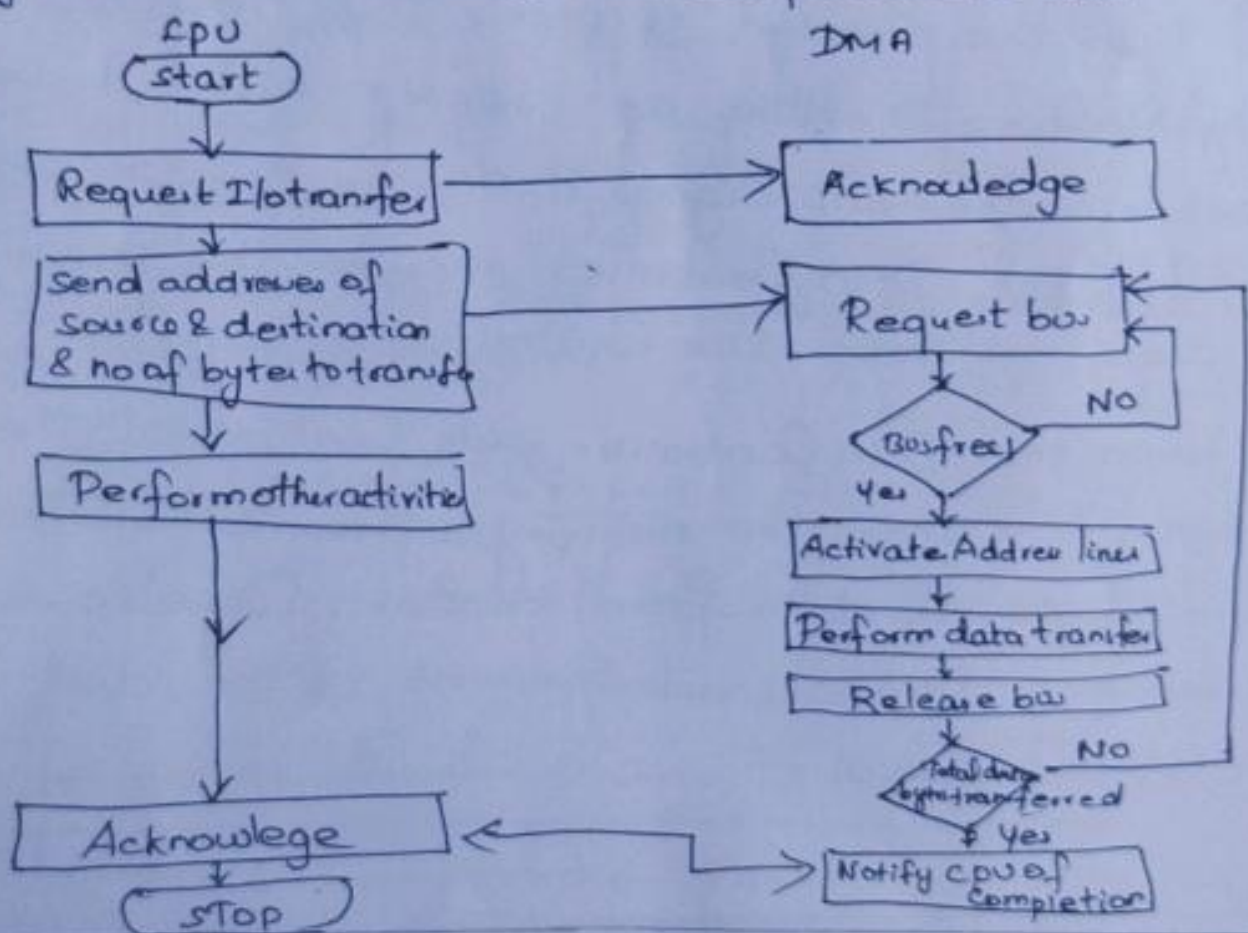 CPU
DMA
start
Request I/o tranfer
Acknowledge
Send addresses of
source & destination
& no of bytes to transfe
Request bus
NO
Bus free?
Yes
Perform other activities
Activate Address lines
Perform data transfer
Release bus
NO
Total data
bytes transferred
Yes
Acknowlege
Notify CPU of
Completion
STOP